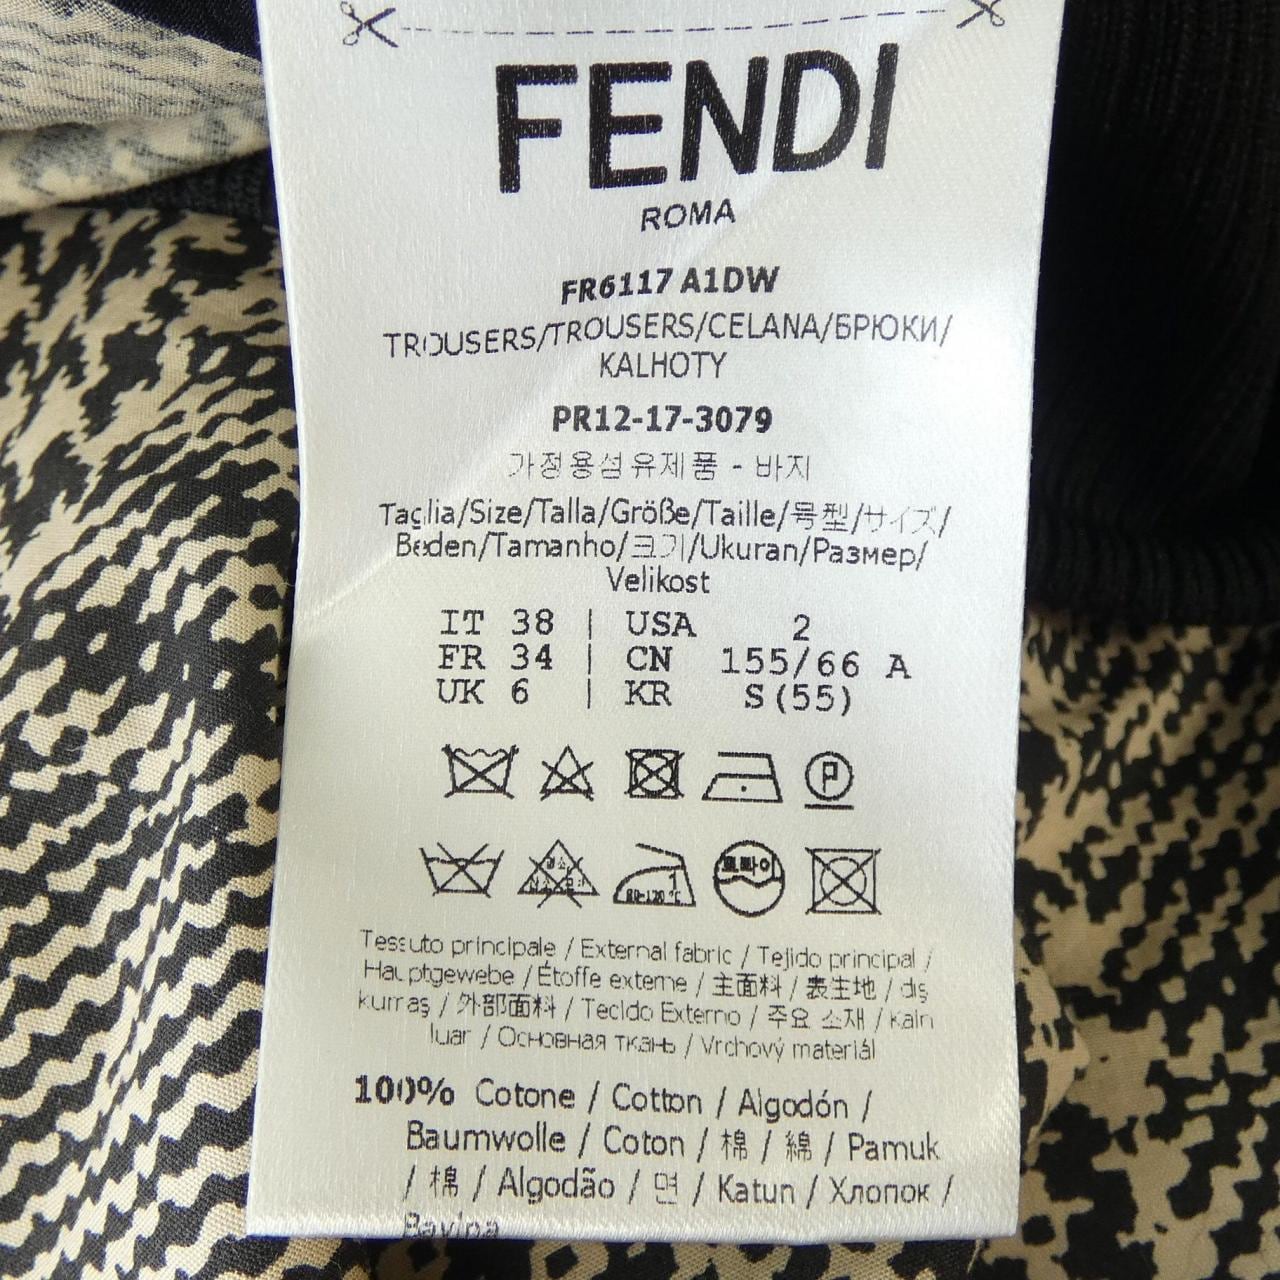 FENDI
ROMA
FR6117 A1DW
TROUSERS/TROUSERS/CELANA/БРЮКИ/
KALHOTY
PR12-17-3079
가정용섬유제품 - 바지
Taglia/Size/Talla/Größe/Taille/号型/サイズ/
Beden/Tamanho/크기/Ukuran/Размер/
Velikost
IT 38 | USA 2
FR 34 | CN 155/66 A
UK 6 | KR S(55)
P
80-120°C
Tessuto principale / External fabric / Tejido principal /
Hauptgewebe / Étoffe externe / 主面料 / 表生地 / dış
kumaş / 外部面料 / Tecido Externo / 주요 소재 / kain
luar / Основная ткань / Vrchový materiál
100% Cotone / Cotton / Algodón /
Baumwolle / Coton / 棉 / 綿 / Pamuk
/ 棉 / Algodão / 면 / Katun / Хлопок /
Bavlna